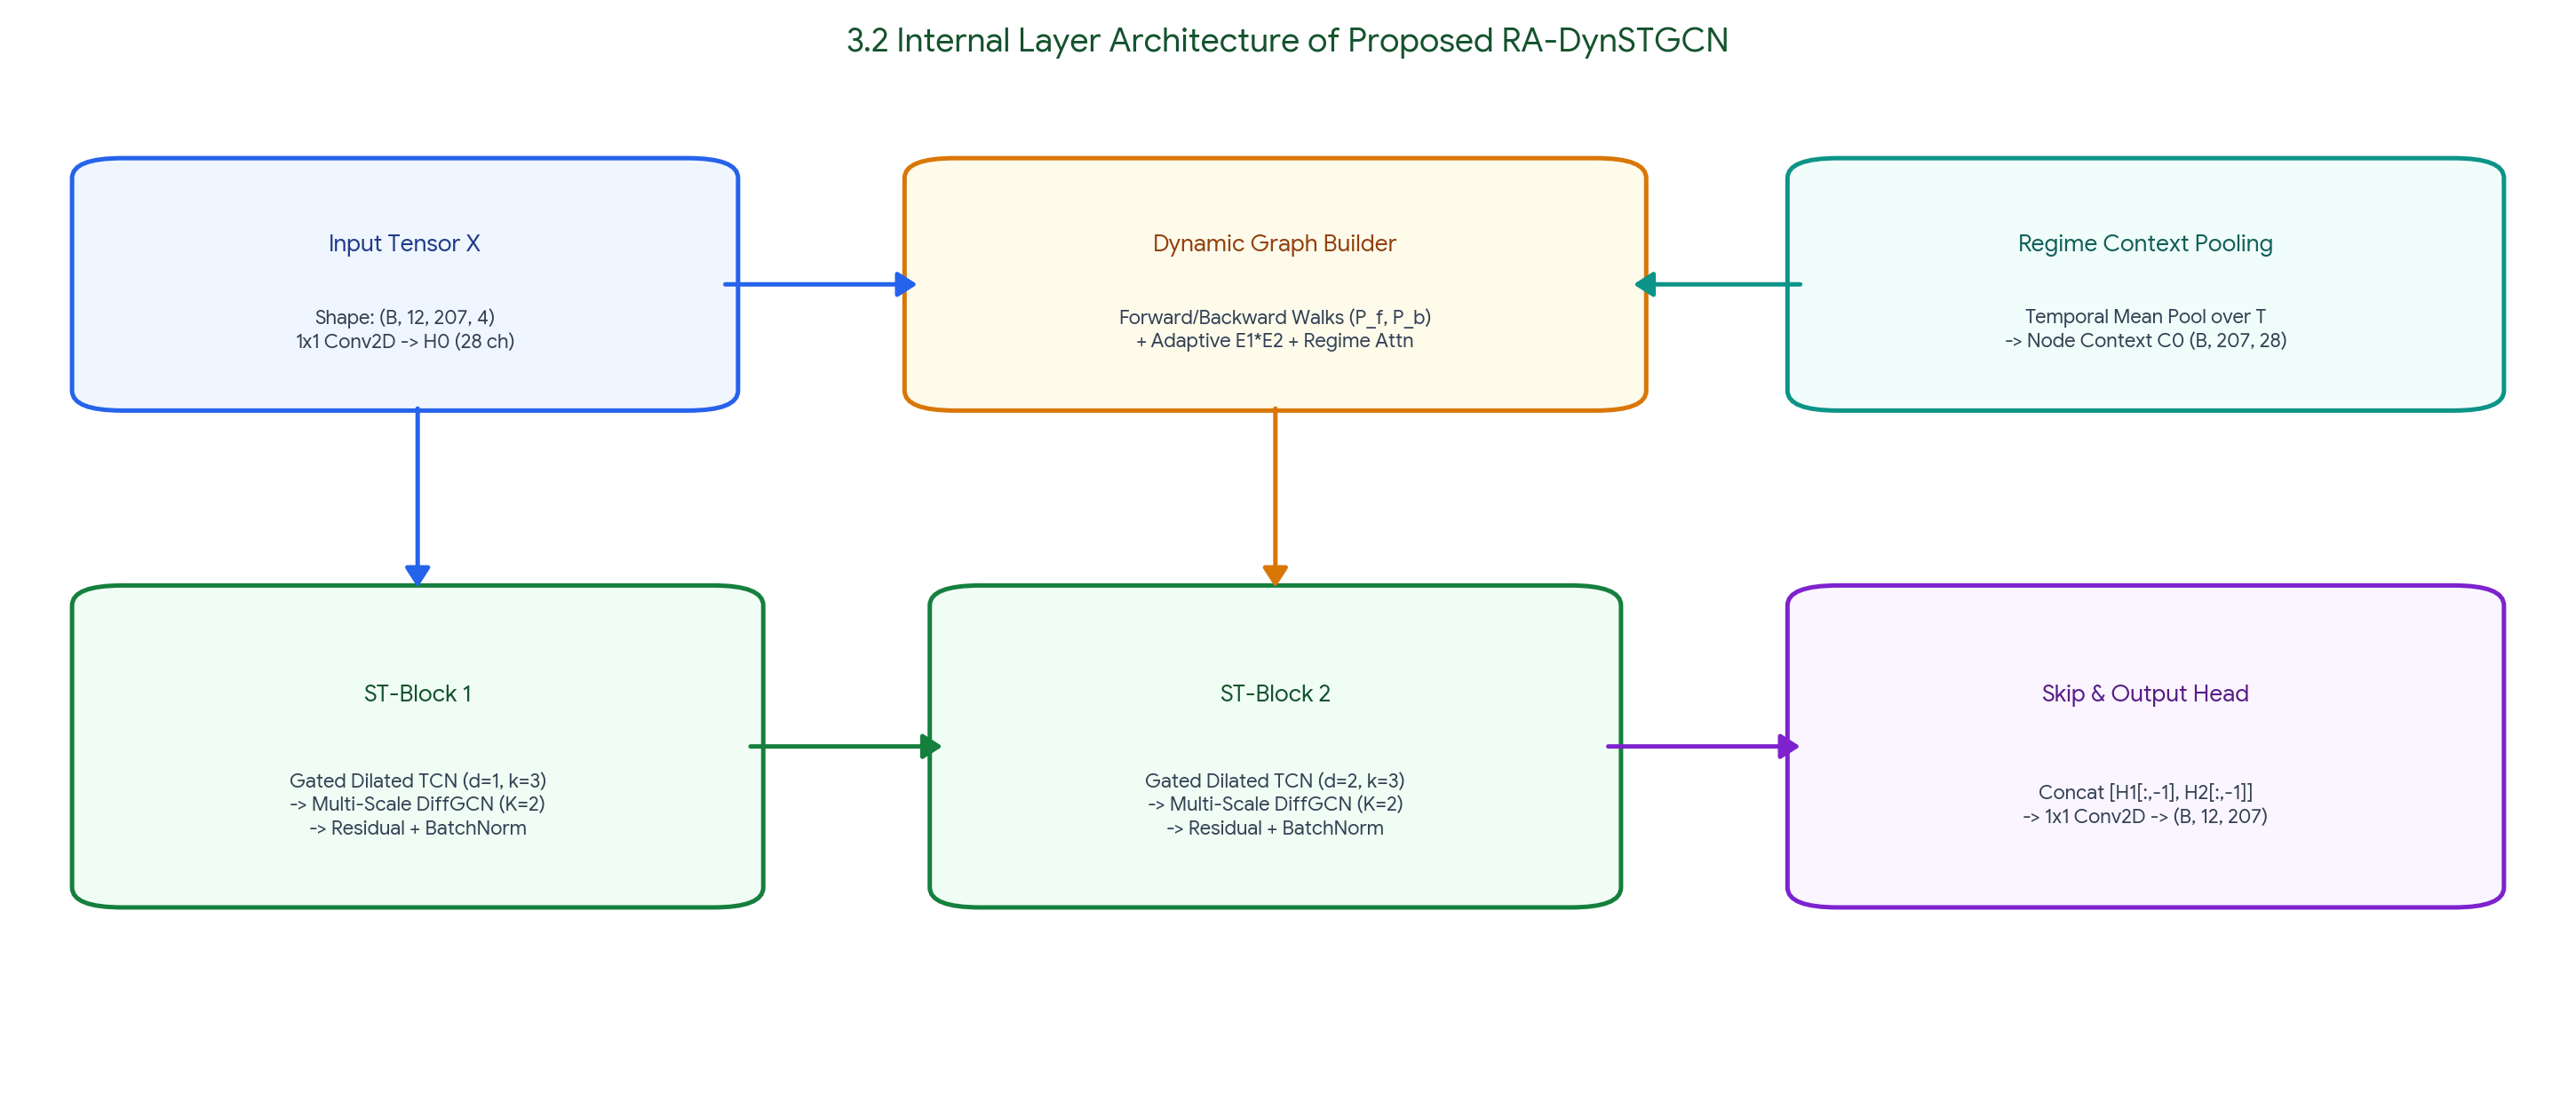 3.2 Internal Layer Architecture of Proposed RA-DynSTGCN
Input Tensor X
Shape: (B, 12, 207, 4)
1x1 Conv2D -> H0 (28 ch)
Dynamic Graph Builder
Forward/Backward Walks (P_f, P_b)
+ Adaptive E1*E2 + Regime Attn
Regime Context Pooling
Temporal Mean Pool over T
-> Node Context C0 (B, 207, 28)
ST-Block 1
Gated Dilated TCN (d=1, k=3)
-> Multi-Scale DiffGCN (K=2)
-> Residual + BatchNorm
ST-Block 2
Gated Dilated TCN (d=2, k=3)
-> Multi-Scale DiffGCN (K=2)
-> Residual + BatchNorm
Skip & Output Head
Concat [H1[:,-1], H2[:,-1]]
-> 1x1 Conv2D -> (B, 12, 207)